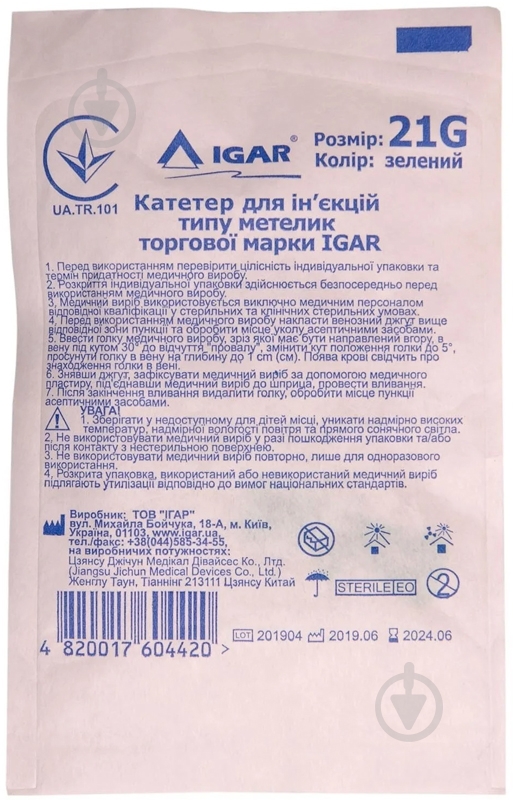 IGAR®
Розмір: 21G
Колір: зелений
UA.TR.101
Катетер для ін'єкцій
типу метелик
торгової марки IGAR
1. Перед використанням перевірити цілісність індивідуальної упаковки та
термін придатності медичного виробу.
2. Розкриття індивідуальної упаковки здійснюється безпосередньо перед
використанням медичного виробу.
3. Медичний виріб використовується виключно медичним персоналом
відповідної кваліфікації у стерильних та клінічних стерильних умовах.
4. Перед використанням медичного виробу накласти венозний джгут вище
відповідної зони пункції та обробити місце уколу асептичними засобами.
5. Ввести голку медичного виробу, зріз якої має бути направлений вгору, в
вену під кутом 30° до відчуття "провалу", змінити кут положення голки до 5°,
просунути голку в вену на глибину до 1 cm (см). Поява крові свідчить про
знаходження голки в вені.
6. Знявши джгут, зафіксувати медичний виріб за допомогою медичного
пластиру, під'єднавши медичний виріб до шприца, провести вливання.
7. Після закінчення вливання видалити голку, обробити місце пункції
асептичними засобами.
УВАГА!
1. Зберігати у недоступному для дітей місці, уникати надмірно високих
температур, надмірної вологості повітря та прямого сонячного світла.
2. Не використовувати медичний виріб у разі пошкодження упаковки та/або
після контакту з нестерильною поверхнею.
3. Не використовувати медичний виріб повторно, лише для одноразового
використання.
4. Розкрита упаковка, використаний або невикористаний медичний виріб
підлягають утилізації відповідно до вимог національних стандартів.
Виробник: ТОВ "ІГАР"
вул. Михайла Бойчука, 18-А, м. Київ,
Україна, 01103, www.igar.ua,
тел./факс: +38(044)585-34-55,
на виробничих потужностях:
Цзянсу Джічун Медікал Дівайсес Ко., Лтд.
(Jiangsu Jichun Medical Devices Co., Ltd.)
Женглу Таун, Тіаннінг 213111 Цзянсу Китай
STERILE EO
2
4 820017 604420 >
LOT 201904 2019.06 2024.06